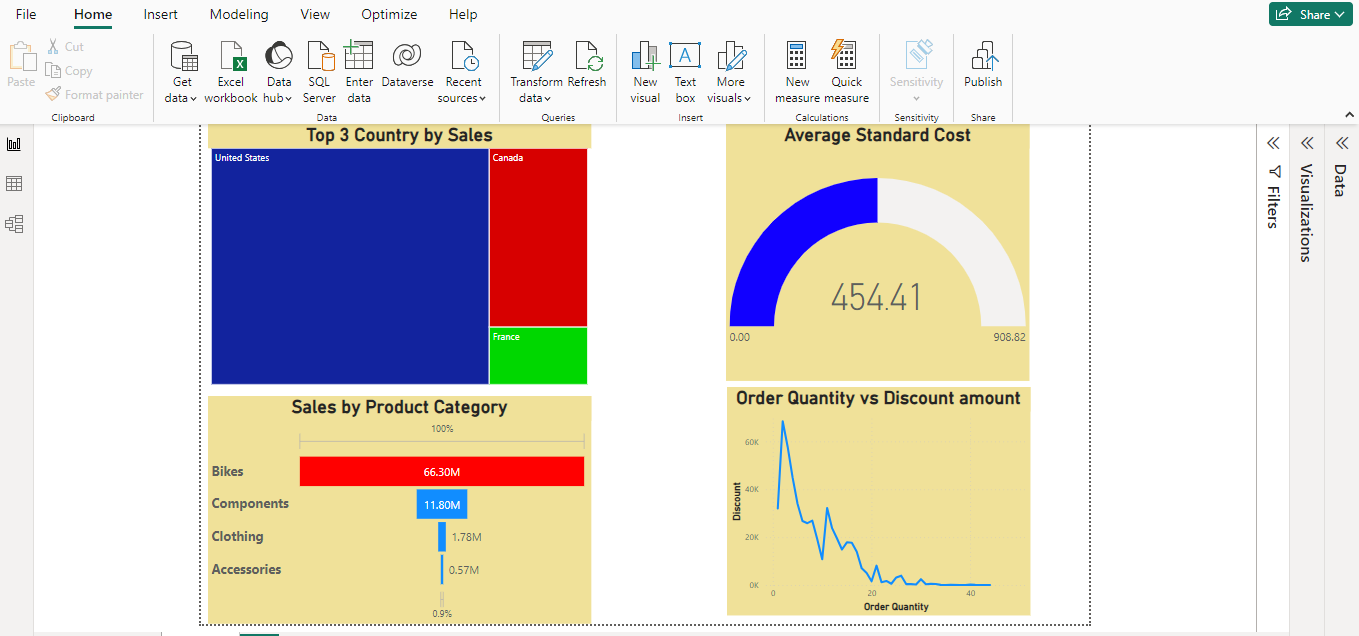 File Home Insert Modeling View Optimize Help
Share
Paste
Cut
Copy
Format painter
Clipboard
Get data
Excel workbook
Data hub
SQL Server
Enter data
Dataverse
Recent sources
Data
Transform data
Refresh
Queries
New visual
Text box
More visuals
Insert
New measure
Quick measure
Calculations
Sensitivity
Sensitivity
Publish
Share
Filters
Visualizations
Data
Top 3 Country by Sales
United States
Canada
France
Average Standard Cost
454.41
0.00
908.82
Sales by Product Category
100%
Bikes 66.30M
Components 11.80M
Clothing 1.78M
Accessories 0.57M
0.9%
Order Quantity vs Discount amount
Discount
60K
40K
20K
0K
0 20 40
Order Quantity